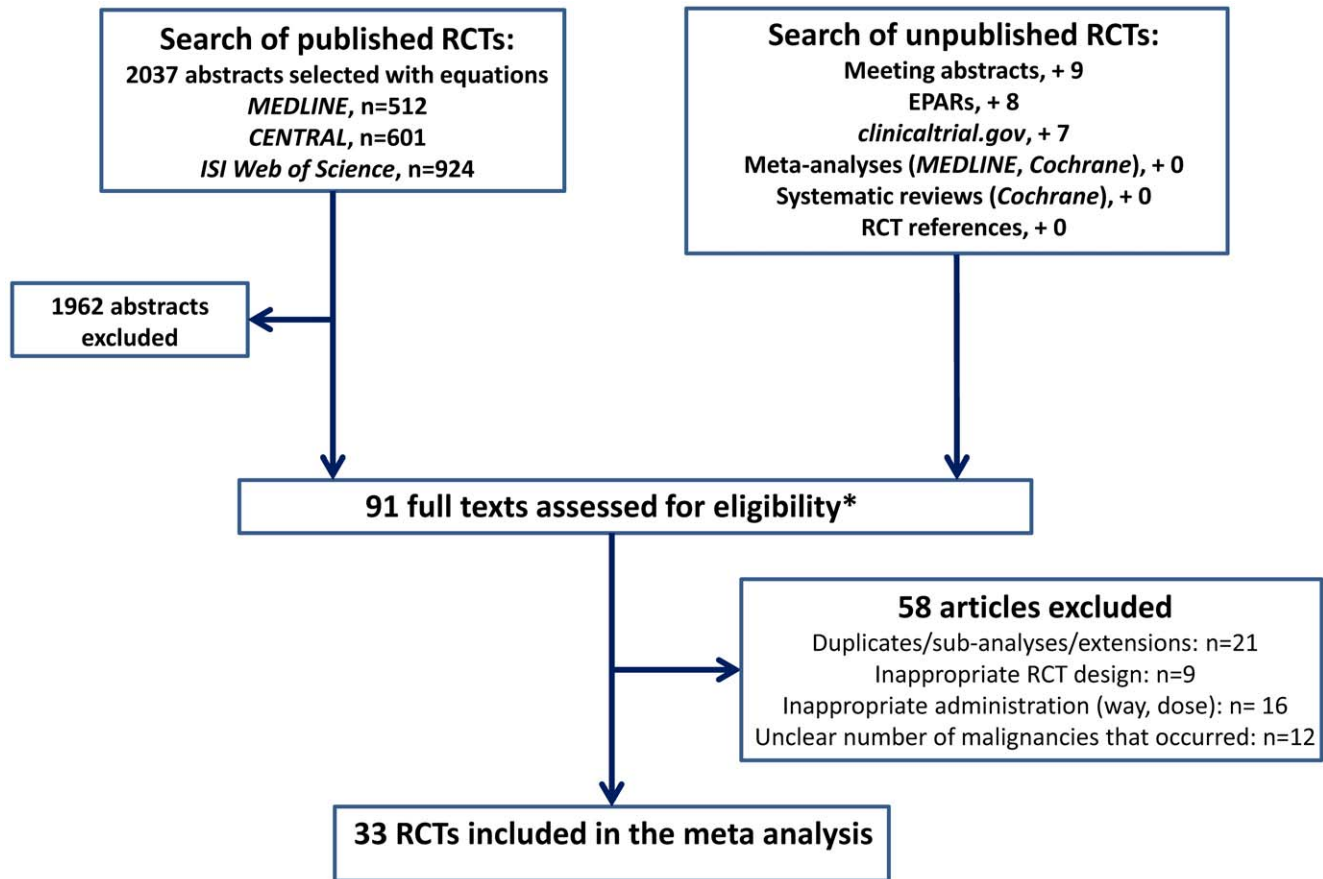 Search of published RCTs:
2037 abstracts selected with equations
MEDLINE, n=512
CENTRAL, n=601
ISI Web of Science, n=924
Search of unpublished RCTs:
Meeting abstracts, + 9
EPARs, + 8
clinicaltrial.gov, + 7
Meta-analyses (MEDLINE, Cochrane), + 0
Systematic reviews (Cochrane), + 0
RCT references, + 0
1962 abstracts
excluded
91 full texts assessed for eligibility*
58 articles excluded
Duplicates/sub-analyses/extensions: n=21
Inappropriate RCT design: n=9
Inappropriate administration (way, dose): n= 16
Unclear number of malignancies that occurred: n=12
33 RCTs included in the meta analysis